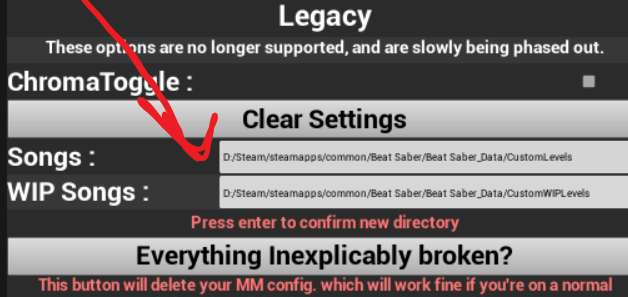 Legacy
These options are no longer supported, and are slowly being phased out.
ChromaToggle :
Clear Settings
Songs : D:/Steam/steamapps/common/Beat Saber/Beat Saber_Data/CustomLevels
WIP Songs : D:/Steam/steamapps/common/Beat Saber/Beat Saber_Data/CustomWIPLevels
Press enter to confirm new directory
Everything Inexplicably broken?
This button will delete your MM config. which will work fine if you're on a normal